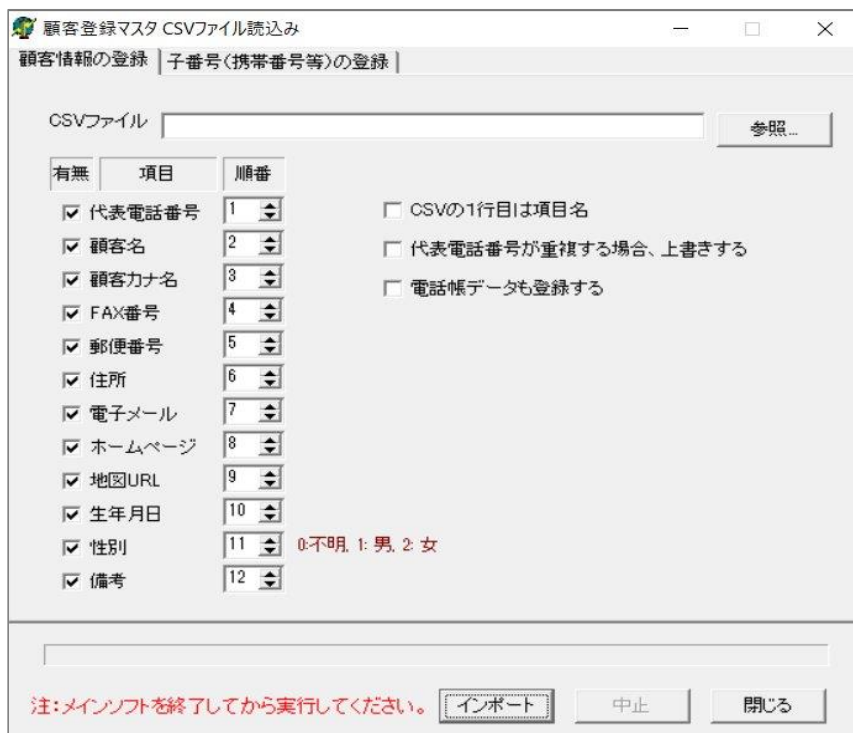 顧客登録マスタ CSVファイル読込み
顧客情報の登録 子番号(携帯番号等)の登録
CSVファイル 参照...
有無 項目 順番
代表電話番号 1 CSVの1行目は項目名
顧客名 2 代表電話番号が重複する場合、上書きする
顧客カナ名 3 電話帳データも登録する
FAX番号 4
郵便番号 5
住所 6
電子メール 7
ホームページ 8
地図URL 9
生年月日 10
性別 11 0:不明, 1: 男, 2: 女
備考 12
注:メインソフトを終了してから実行してください。 インポート 中止 閉じる